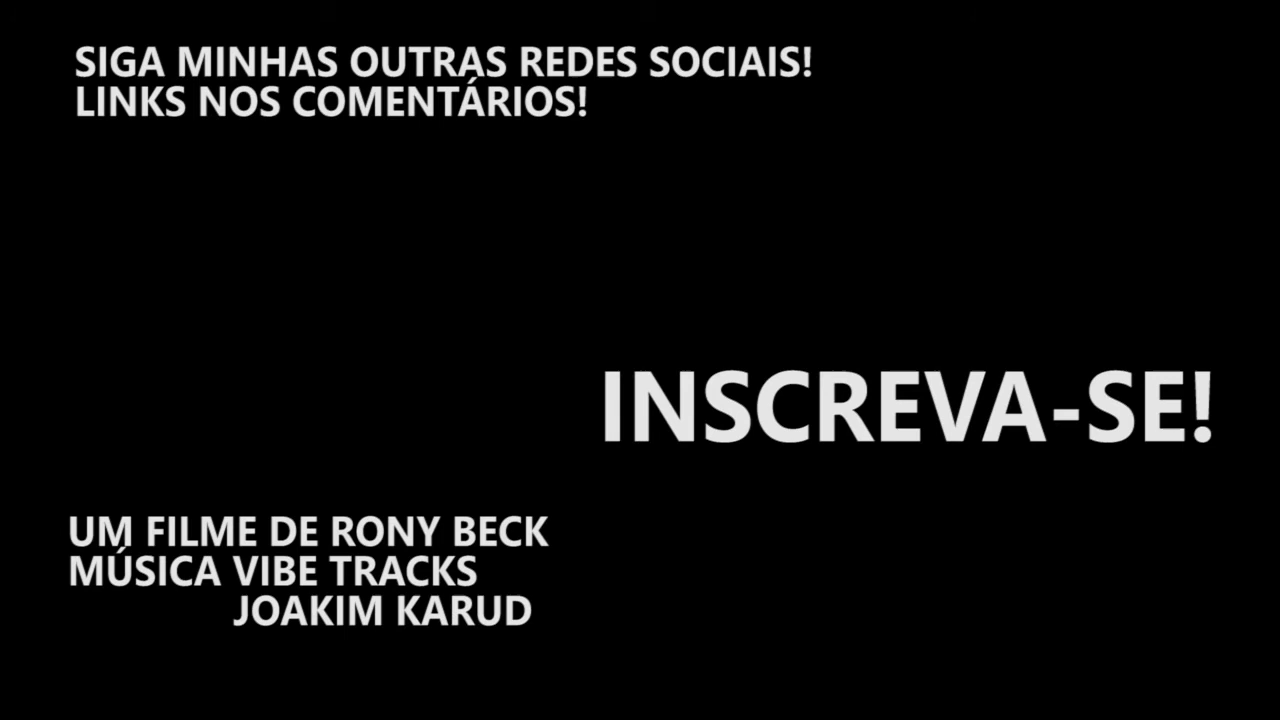 SIGA MINHAS OUTRAS REDES SOCIAIS!
LINKS NOS COMENTÁRIOS!
INSCREVA-SE!
UM FILME DE RONY BECK
MÚSICA VIBE TRACKS
JOAKIM KARUD